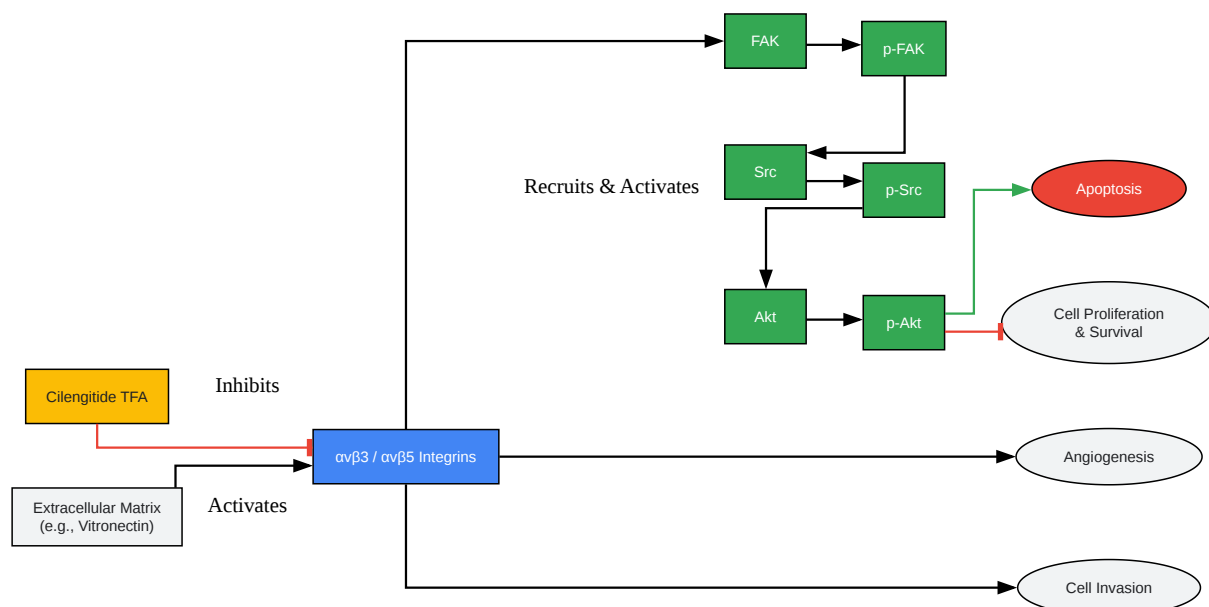 FAK
p-FAK
Src
Recruits & Activates
p-Src
Apoptosis
Akt
p-Akt
Cell Proliferation
& Survival
Inhibits
Cilengitide TFA
αvβ3 / αvβ5 Integrins
Angiogenesis
Activates
Extracellular Matrix
(e.g., Vitronectin)
Cell Invasion